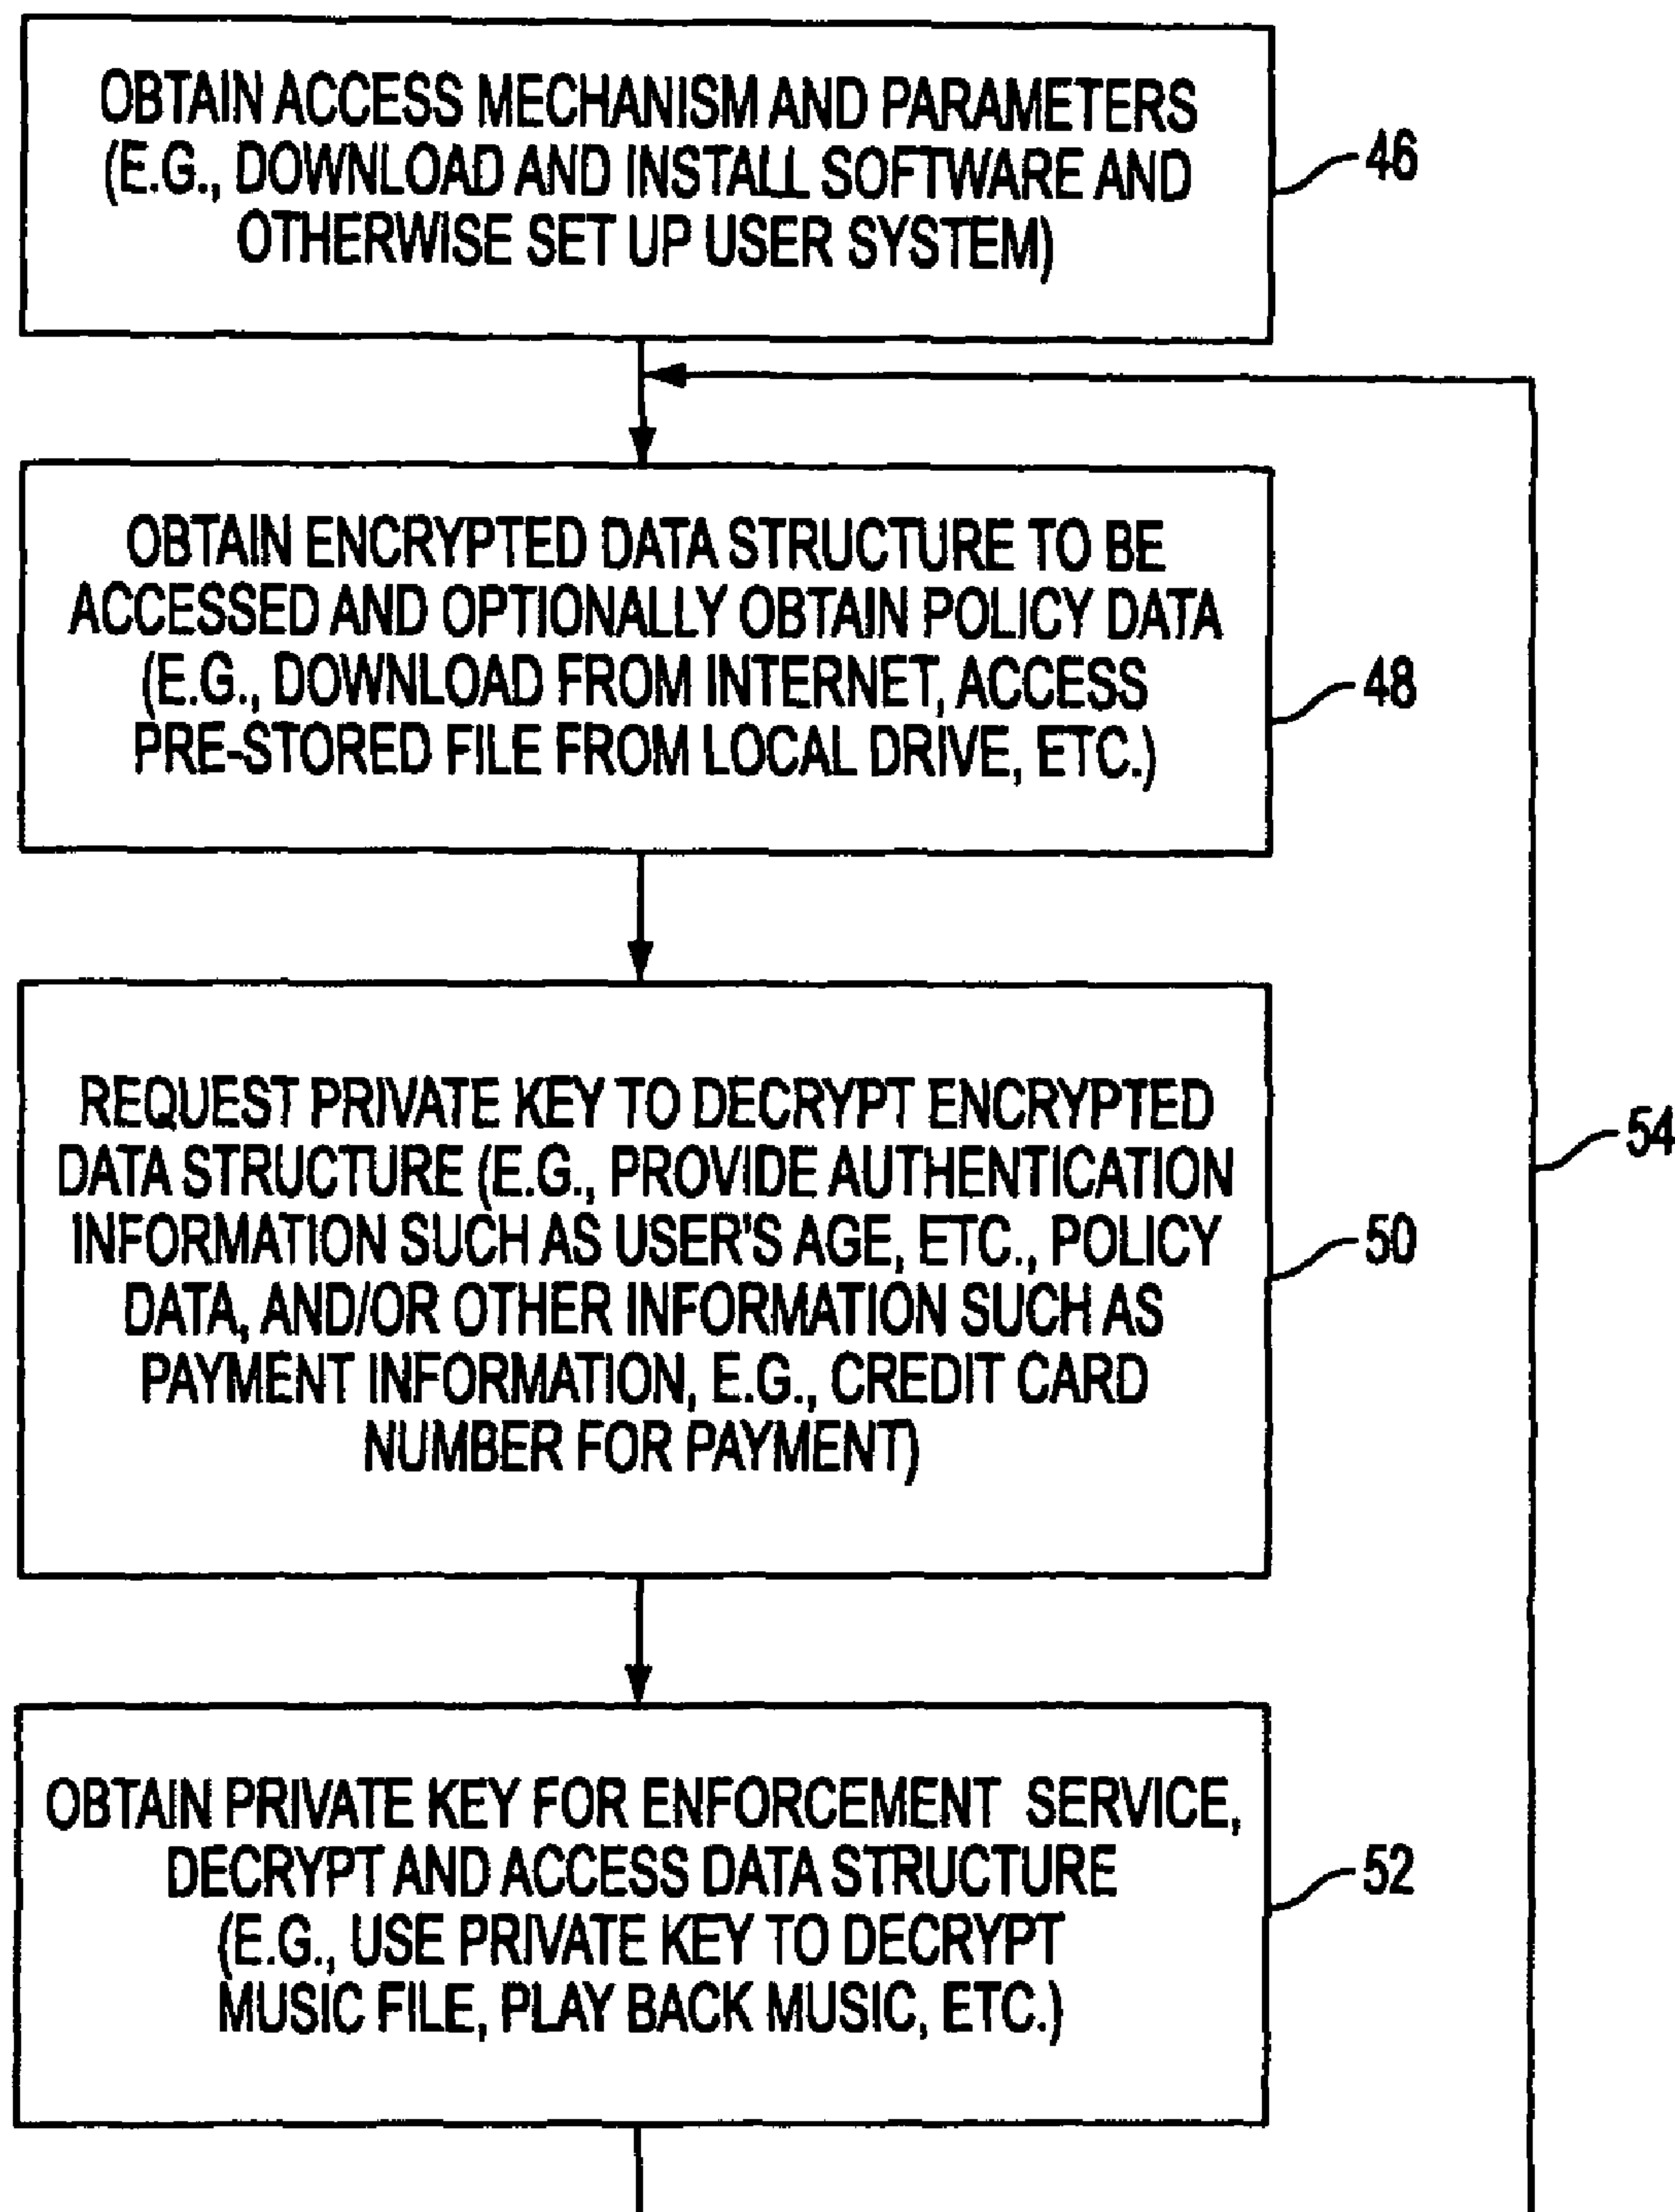 OBTAIN ACCESS MECHANISM AND PARAMETERS
(E.G., DOWNLOAD AND INSTALL SOFTWARE AND
OTHERWISE SET UP USER SYSTEM)
46
OBTAIN ENCRYPTED DATA STRUCTURE TO BE
ACCESSED AND OPTIONALLY OBTAIN POLICY DATA
(E.G., DOWNLOAD FROM INTERNET, ACCESS
PRE-STORED FILE FROM LOCAL DRIVE, ETC.)
48
REQUEST PRIVATE KEY TO DECRYPT ENCRYPTED
DATA STRUCTURE (E.G., PROVIDE AUTHENTICATION
INFORMATION SUCH AS USER'S AGE, ETC., POLICY
DATA, AND/OR OTHER INFORMATION SUCH AS
PAYMENT INFORMATION, E.G., CREDIT CARD
NUMBER FOR PAYMENT)
50
54
OBTAIN PRIVATE KEY FOR ENFORCEMENT SERVICE,
DECRYPT AND ACCESS DATA STRUCTURE
(E.G., USE PRIVATE KEY TO DECRYPT
MUSIC FILE, PLAY BACK MUSIC, ETC.)
52